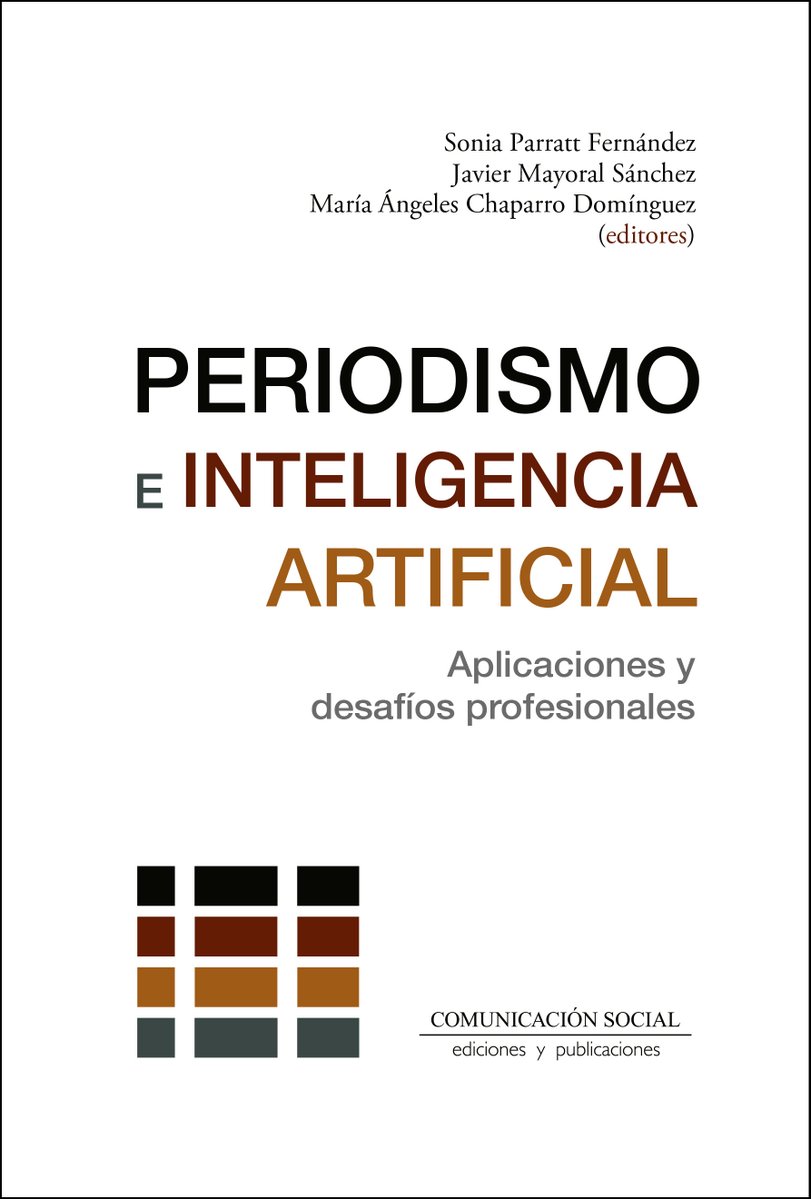 Sonia Parratt Fernández
Javier Mayoral Sánchez
María Ángeles Chaparro Domínguez
(editores)
PERIODISMO
E INTELIGENCIA
ARTIFICIAL
Aplicaciones y
desafíos profesionales
COMUNICACIÓN SOCIAL
ediciones y publicaciones